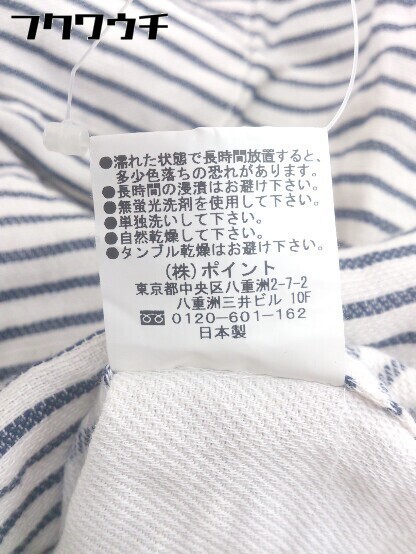 フクワウチ
●濡れた状態で長時間放置すると、
多少色落ちの恐れがあります。
●長時間の浸漬はお避け下さい。
●無蛍光洗剤を使用して下さい。
●単独洗いして下さい。
●自然乾燥して下さい。
●タンブル乾燥はお避け下さい。
(株)ポイント
東京都中央区八重洲2-7-2
八重洲三井ビル 10F
0120-601-162
日本製